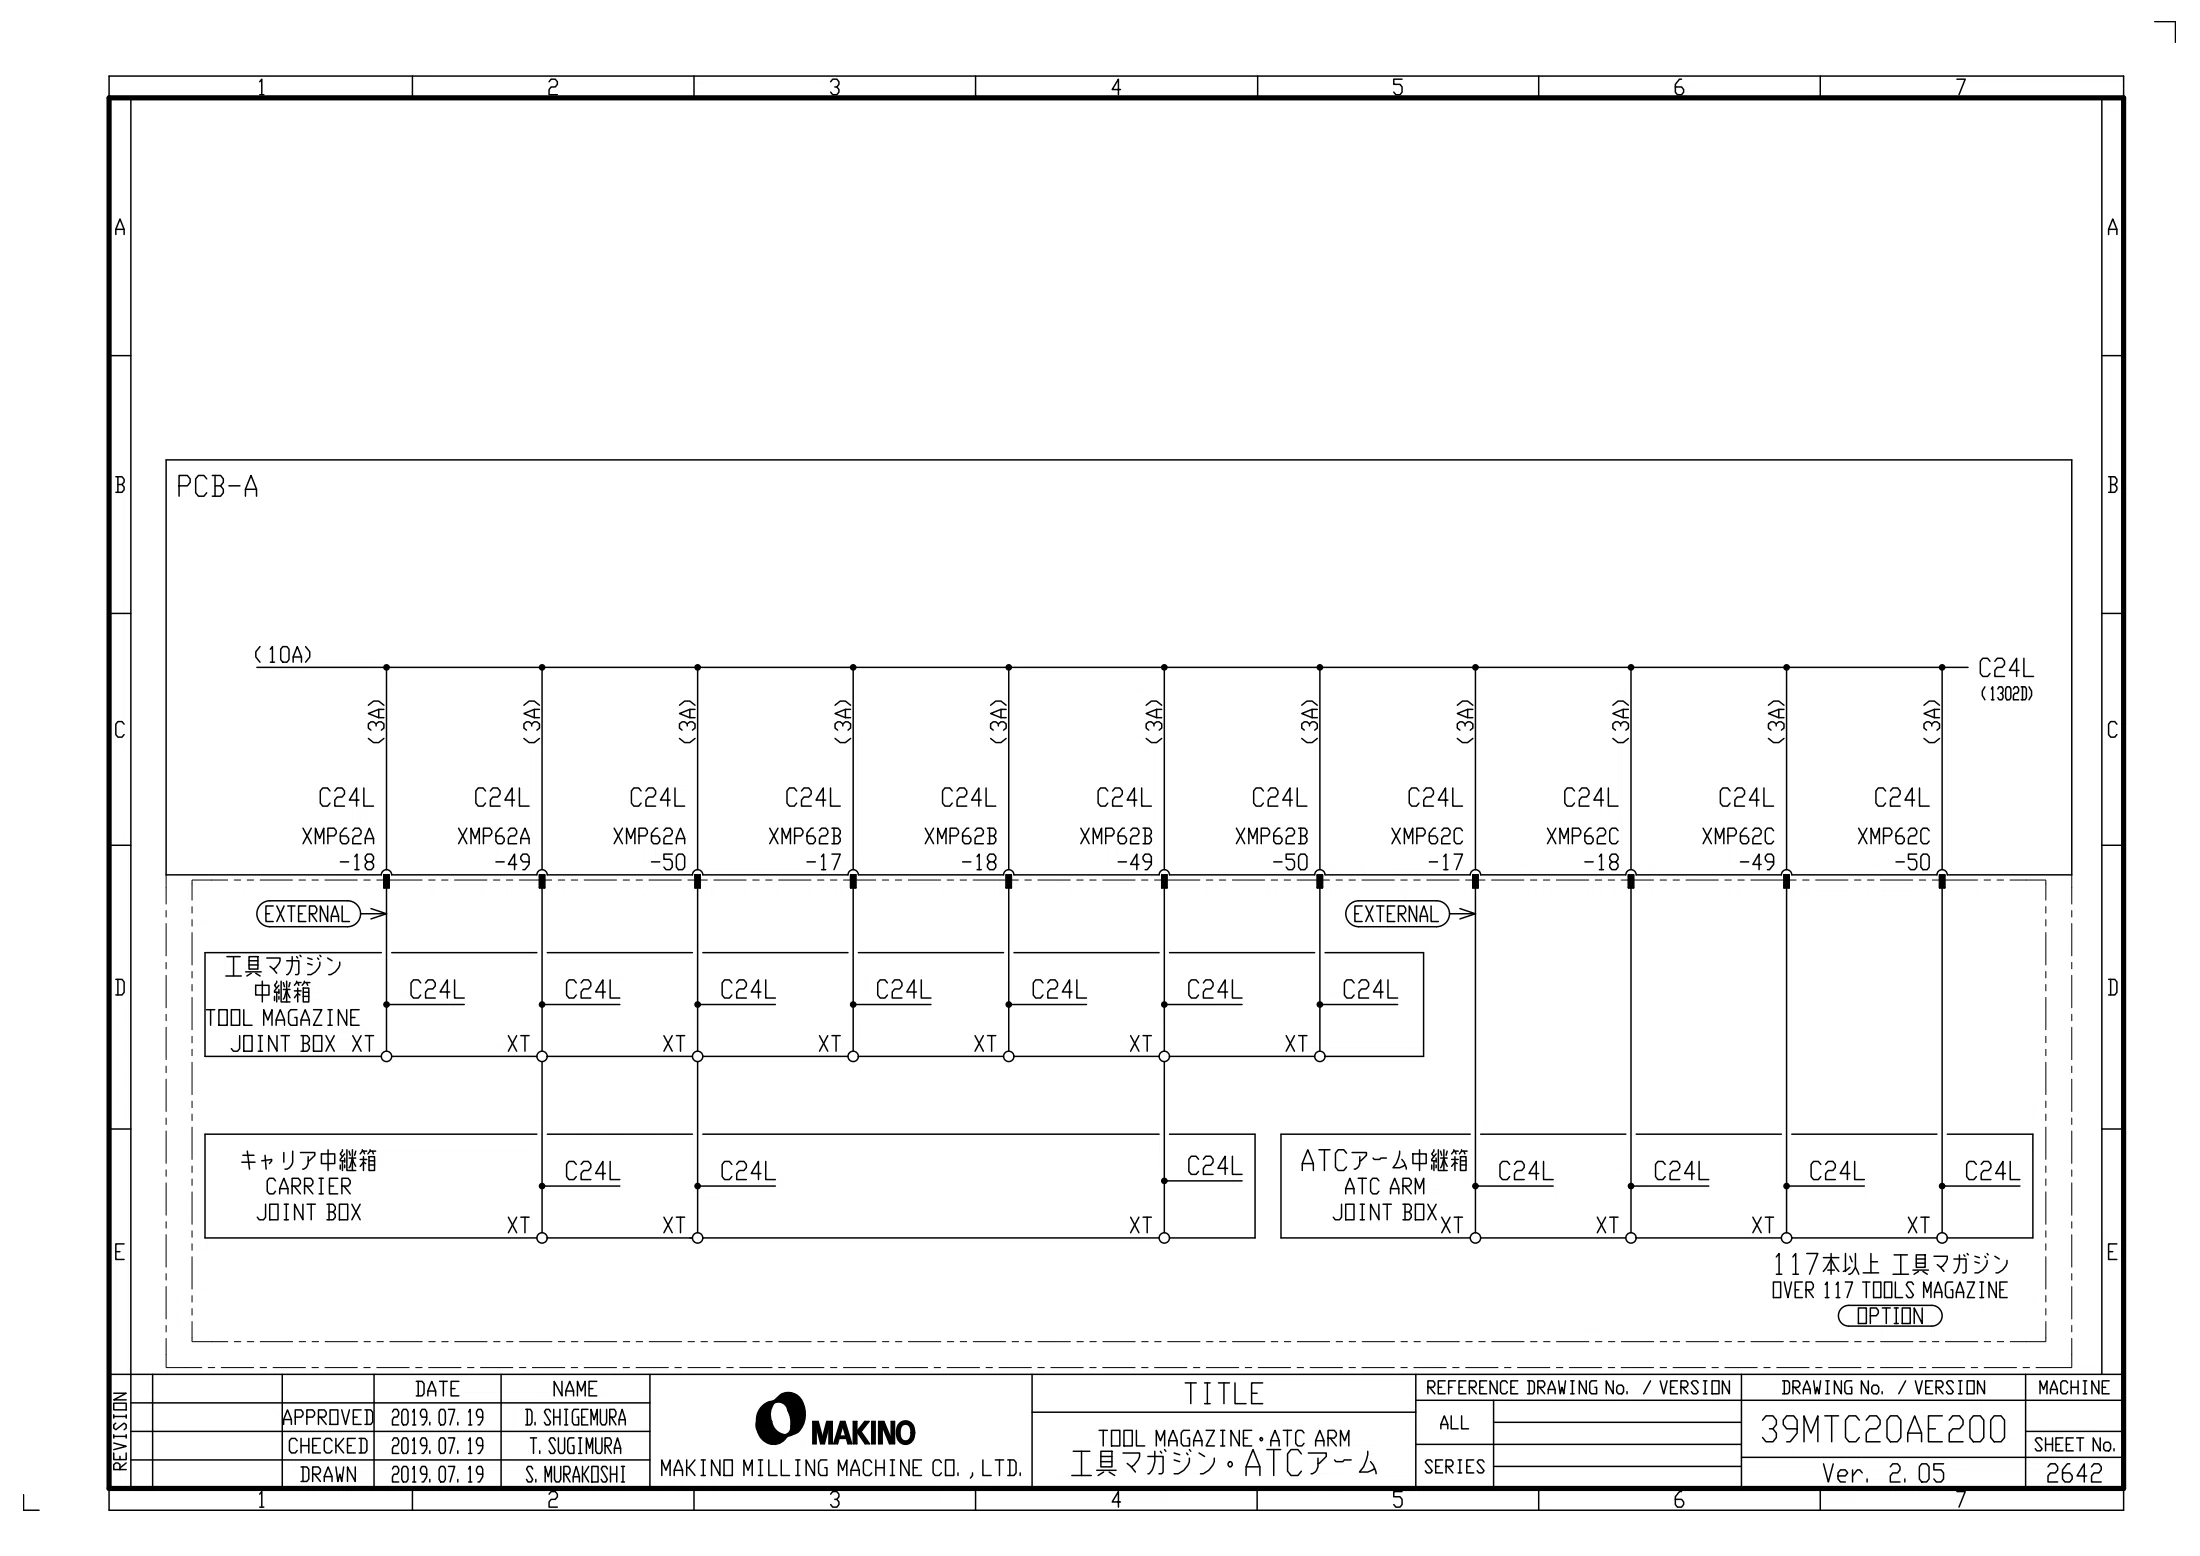 1 2 3 4 5 6 7
A A
B B
PCB-A
(10A)
C24L
(1302D)
(3A) (3A) (3A) (3A) (3A) (3A) (3A) (3A) (3A) (3A) (3A)
C C
C24L C24L C24L C24L C24L C24L C24L C24L C24L C24L C24L
XMP62A XMP62A XMP62A XMP62B XMP62B XMP62B XMP62B XMP62C XMP62C XMP62C XMP62C
-18 -49 -50 -17 -18 -49 -50 -17 -18 -49 -50
EXTERNAL EXTERNAL
工具マガジン
中継箱
TOOL MAGAZINE
JOINT BOX
C24L C24L C24L C24L C24L C24L C24L
D D
XT XT XT XT XT XT XT
キャリア中継箱
CARRIER
JOINT BOX
C24L C24L C24L
XT XT XT
ATCアーム中継箱
ATC ARM
JOINT BOX
C24L C24L C24L C24L
XT XT XT XT
E E
117本以上 工具マガジン
OVER 117 TOOLS MAGAZINE
OPTION
REVISION
DATE NAME
APPROVED 2019.07.19 D. SHIGEMURA
CHECKED 2019.07.19 T. SUGIMURA
DRAWN 2019.07.19 S. MURAKOSHI
MAKINO
MAKINO MILLING MACHINE CO., LTD.
TITLE
TOOL MAGAZINE・ATC ARM
工具マガジン・ATCアーム
REFERENCE DRAWING No. / VERSION
ALL
SERIES
DRAWING No. / VERSION
39MTC20AE200
Ver. 2.05
MACHINE
SHEET No.
2642
1 2 3 4 5 6 7